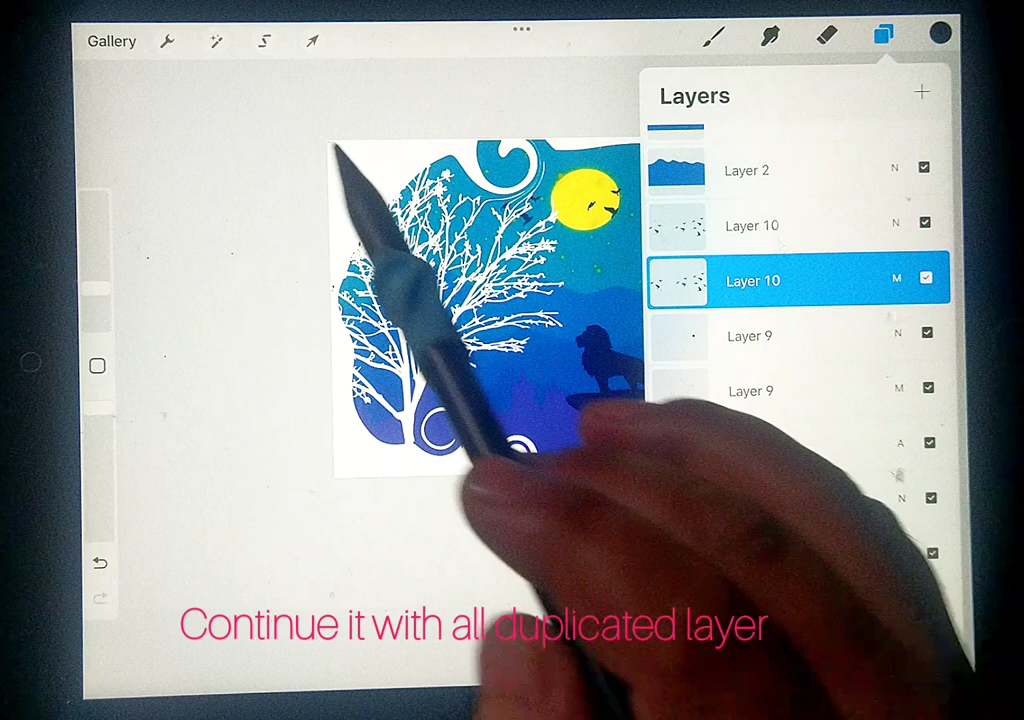 Gallery
Layers
Layer 2 N
Layer 10 N
Layer 10 M
Layer 9 N
Layer 9 M
A
N
Continue it with all duplicated layer